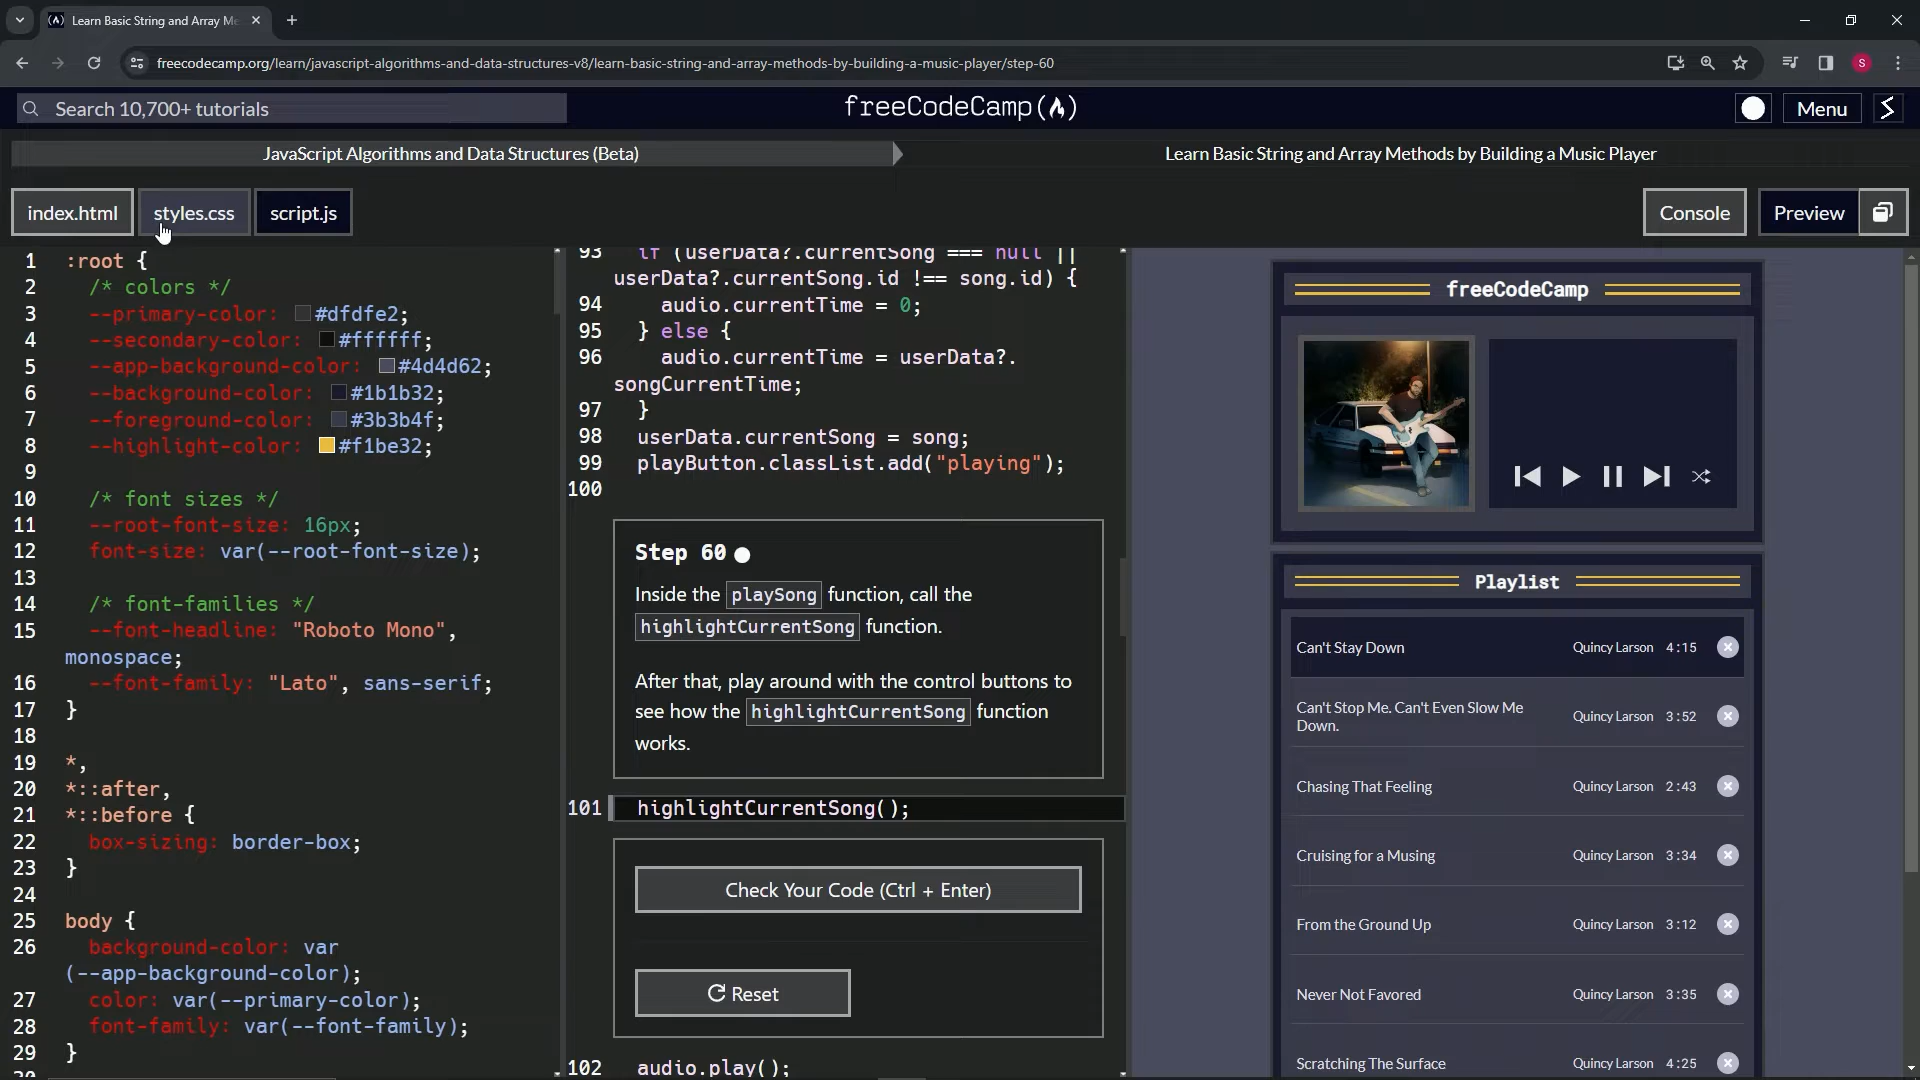 Learn Basic String and Array Me
freecodecamp.org/learn/javascript-algorithms-and-data-structures-v8/learn-basic-string-and-array-methods-by-building-a-music-player/step-60
S
Search 10,700+ tutorials
freeCodeCamp
Menu
JavaScript Algorithms and Data Structures (Beta)
Learn Basic String and Array Methods by Building a Music Player
index.html
styles.css
script.js
Console
Preview
1 :root {
2 /* colors */
3 --primary-color: #dfdfe2;
4 --secondary-color: #ffffff;
5 --app-background-color: #4d4d62;
6 --background-color: #1b1b32;
7 --foreground-color: #3b3b4f;
8 --highlight-color: #f1be32;
9
10 /* font sizes */
11 --root-font-size: 16px;
12 font-size: var(--root-font-size);
13
14 /* font-families */
15 --font-headline: "Roboto Mono",
monospace;
16 --font-family: "Lato", sans-serif;
17 }
18
19 *,
20 *::after,
21 *::before {
22 box-sizing: border-box;
23 }
24
25 body {
26 background-color: var
(--app-background-color);
27 color: var(--primary-color);
28 font-family: var(--font-family);
29 }
93 if (userData?.currentSong === null ||
userData?.currentSong.id !== song.id) {
94 audio.currentTime = 0;
95 } else {
96 audio.currentTime = userData?.
songCurrentTime;
97 }
98 userData.currentSong = song;
99 playButton.classList.add("playing");
100
Step 60
Inside the playSong function, call the
highlightCurrentSong function.
After that, play around with the control buttons to
see how the highlightCurrentSong function
works.
101 highlightCurrentSong();
Check Your Code (Ctrl + Enter)
Reset
102 audio.play();
freeCodeCamp
Playlist
Can't Stay Down Quincy Larson 4:15
Can't Stop Me. Can't Even Slow Me
Down. Quincy Larson 3:52
Chasing That Feeling Quincy Larson 2:43
Cruising for a Musing Quincy Larson 3:34
From the Ground Up Quincy Larson 3:12
Never Not Favored Quincy Larson 3:35
Scratching The Surface Quincy Larson 4:25